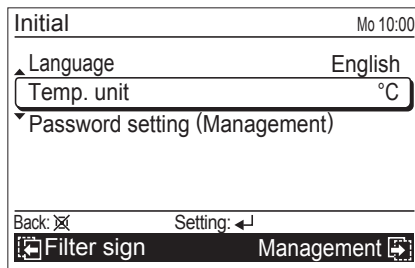 Initial Mo 10:00
Language English
Temp. unit °C
Password setting (Management)
Back: Setting:
Filter sign Management